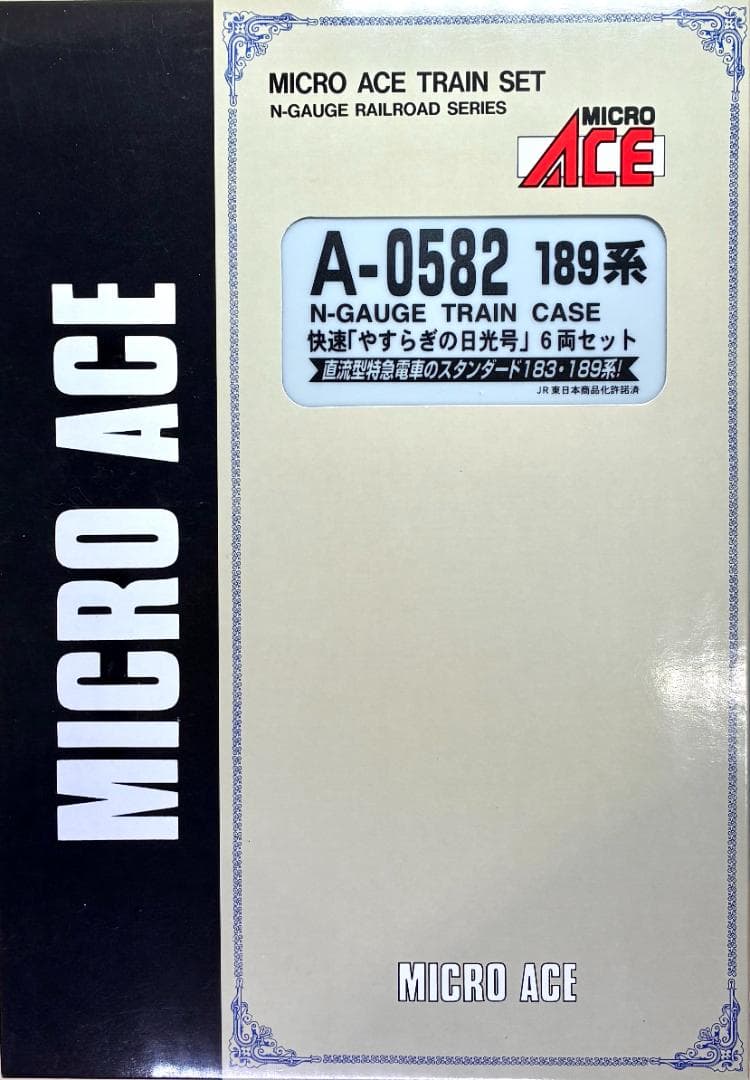 MICRO ACE
MICRO ACE TRAIN SET
N-GAUGE RAILROAD SERIES
MICRO
ACE
A-0582 189系
N-GAUGE TRAIN CASE
快速「やすらぎの日光号」6両セット
直流型特急電車のスタンダード183・189系!
JR東日本商品化許諾済
MICRO ACE